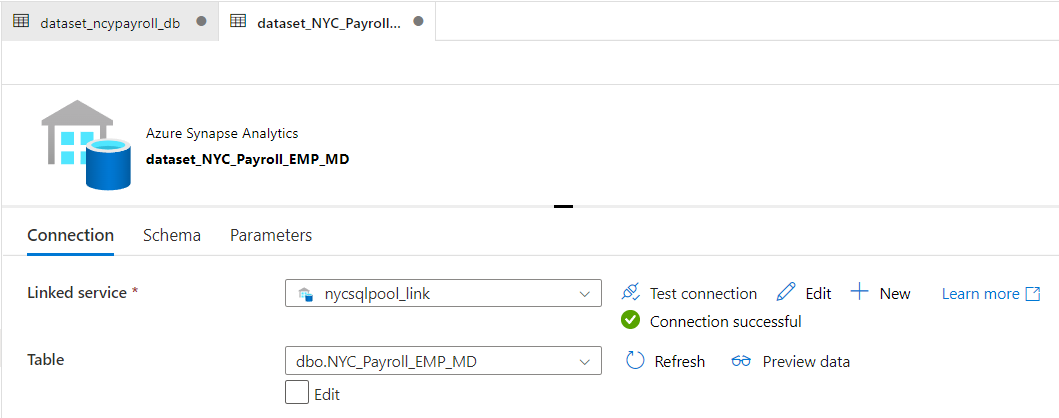 dataset_ncypayroll_db
dataset_NYC_Payroll...
Azure Synapse Analytics
dataset_NYC_Payroll_EMP_MD
Connection Schema Parameters
Linked service * nycsqlpool_link Test connection Edit New Learn more
Connection successful
Table dbo.NYC_Payroll_EMP_MD Refresh Preview data
Edit